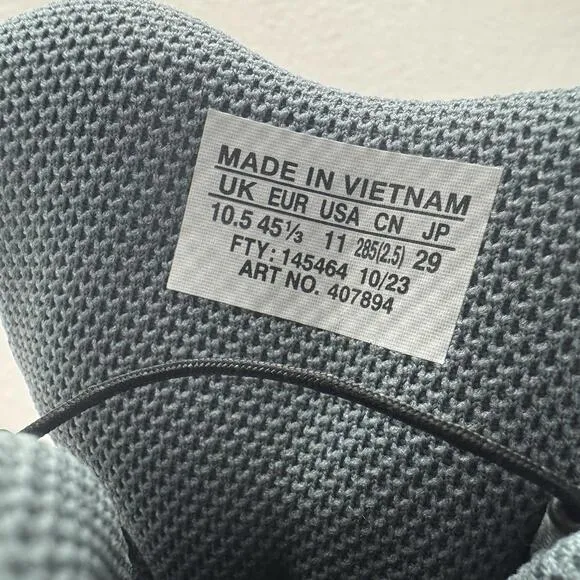 MADE IN VIETNAM
UK EUR USA CN JP
10.5 45⅓ 11 285(2.5) 29
FTY: 145464 10/23
ART NO. 407894